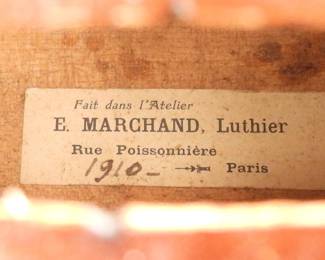 Fait dans l'Atelier
E. MARCHAND, Luthier
Rue Poissonnière
1910- Paris